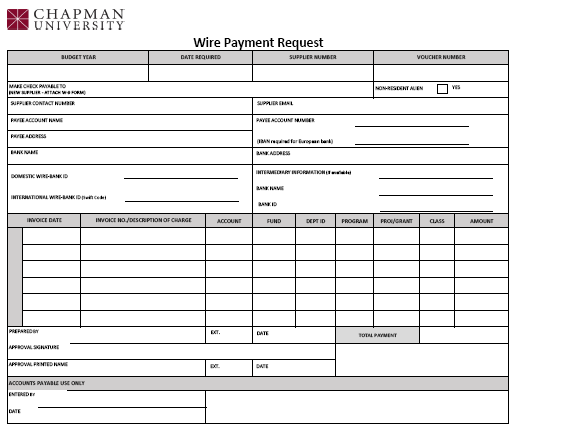 CHAPMAN
UNIVERSITY
Wire Payment Request
BUDGET YEAR DATE REQUIRED SUPPLIER NUMBER VOUCHER NUMBER
MAKE CHECK PAYABLE TO
(NEW SUPPLIER - ATTACH W-9 FORM)
NON-RESIDENT ALIEN YES
SUPPLIER CONTACT NUMBER SUPPLIER EMAIL
PAYEE ACCOUNT NAME PAYEE ACCOUNT NUMBER
PAYEE ADDRESS
(IBAN required for European bank)
BANK NAME BANK ADDRESS
DOMESTIC WIRE-BANK ID INTERMEDIARY INFORMATION (if available)
BANK NAME
INTERNATIONAL WIRE-BANK ID (Swift Code)
BANK ID
INVOICE DATE INVOICE NO./DESCRIPTION OF CHARGE ACCOUNT FUND DEPT ID PROGRAM PROJ/GRANT CLASS AMOUNT
PREPARED BY EXT. DATE TOTAL PAYMENT
APPROVAL SIGNATURE
APPROVAL PRINTED NAME EXT. DATE
ACCOUNTS PAYABLE USE ONLY
ENTERED BY
DATE